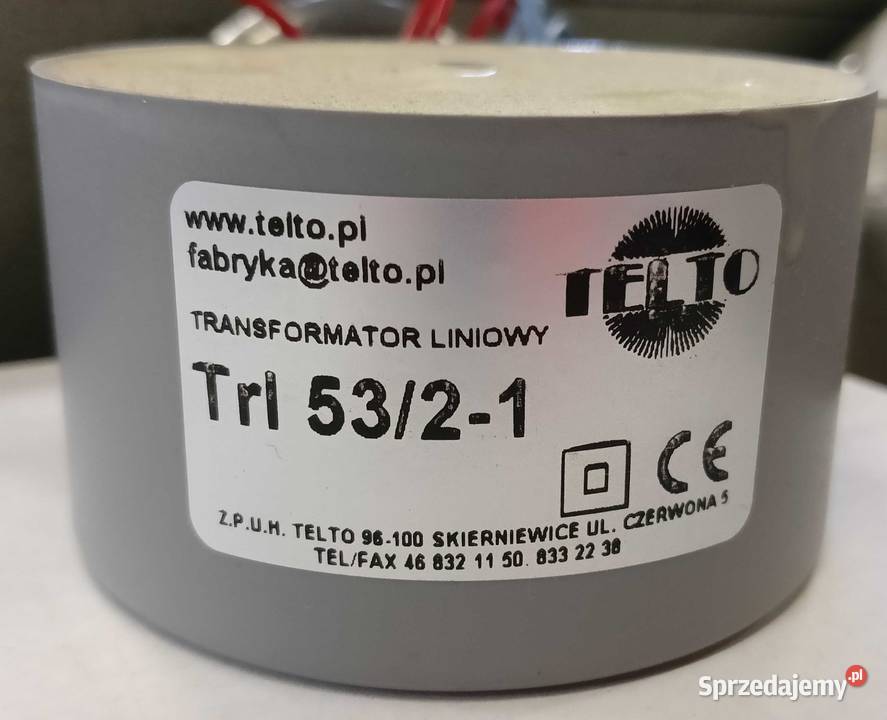 www.telto.pl
fabryka@telto.pl
TELTO
TRANSFORMATOR LINIOWY
Trl 53/2-1
CE
Z.P.U.H. TELTO 96-100 SKIERNIEWICE UL. CZERWONA 5
TEL/FAX 46 832 11 50. 833 22 38
Sprzedajemy.pl